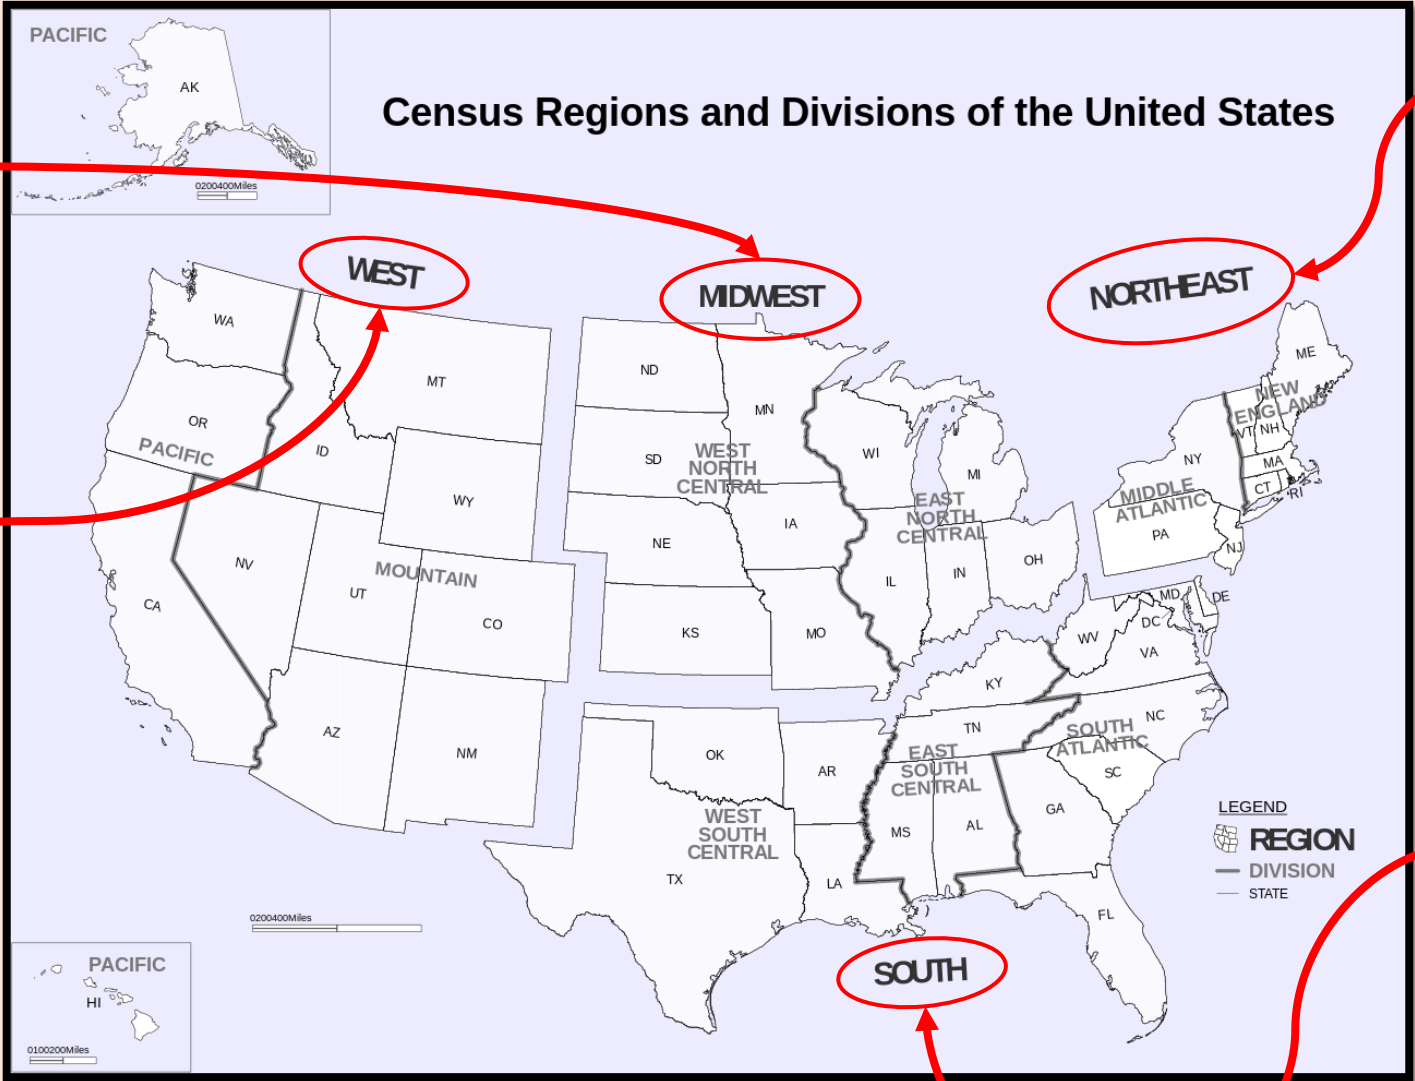 PACIFIC
AK
0200400Miles
Census Regions and Divisions of the United States
WEST
MIDWEST
NORTHEAST
WA
MT
OR
ID
PACIFIC
WY
NV
MOUNTAIN
UT
CO
CA
AZ
NM
ND
MN
SD
WEST
NORTH
CENTRAL
IA
NE
KS
MO
WI
MI
EAST
NORTH
CENTRAL
IL
IN
OH
ME
NEW
ENGLAND
VT
NH
NY
MA
CT
RI
MIDDLE
ATLANTIC
PA
NJ
MD
DE
DC
WV
VA
KY
NC
TN
SOUTH
ATLANTIC
SC
EAST
SOUTH
CENTRAL
GA
MS
AL
OK
AR
WEST
SOUTH
CENTRAL
TX
LA
FL
SOUTH
LEGEND
REGION
DIVISION
STATE
0200400Miles
PACIFIC
HI
0100200Miles